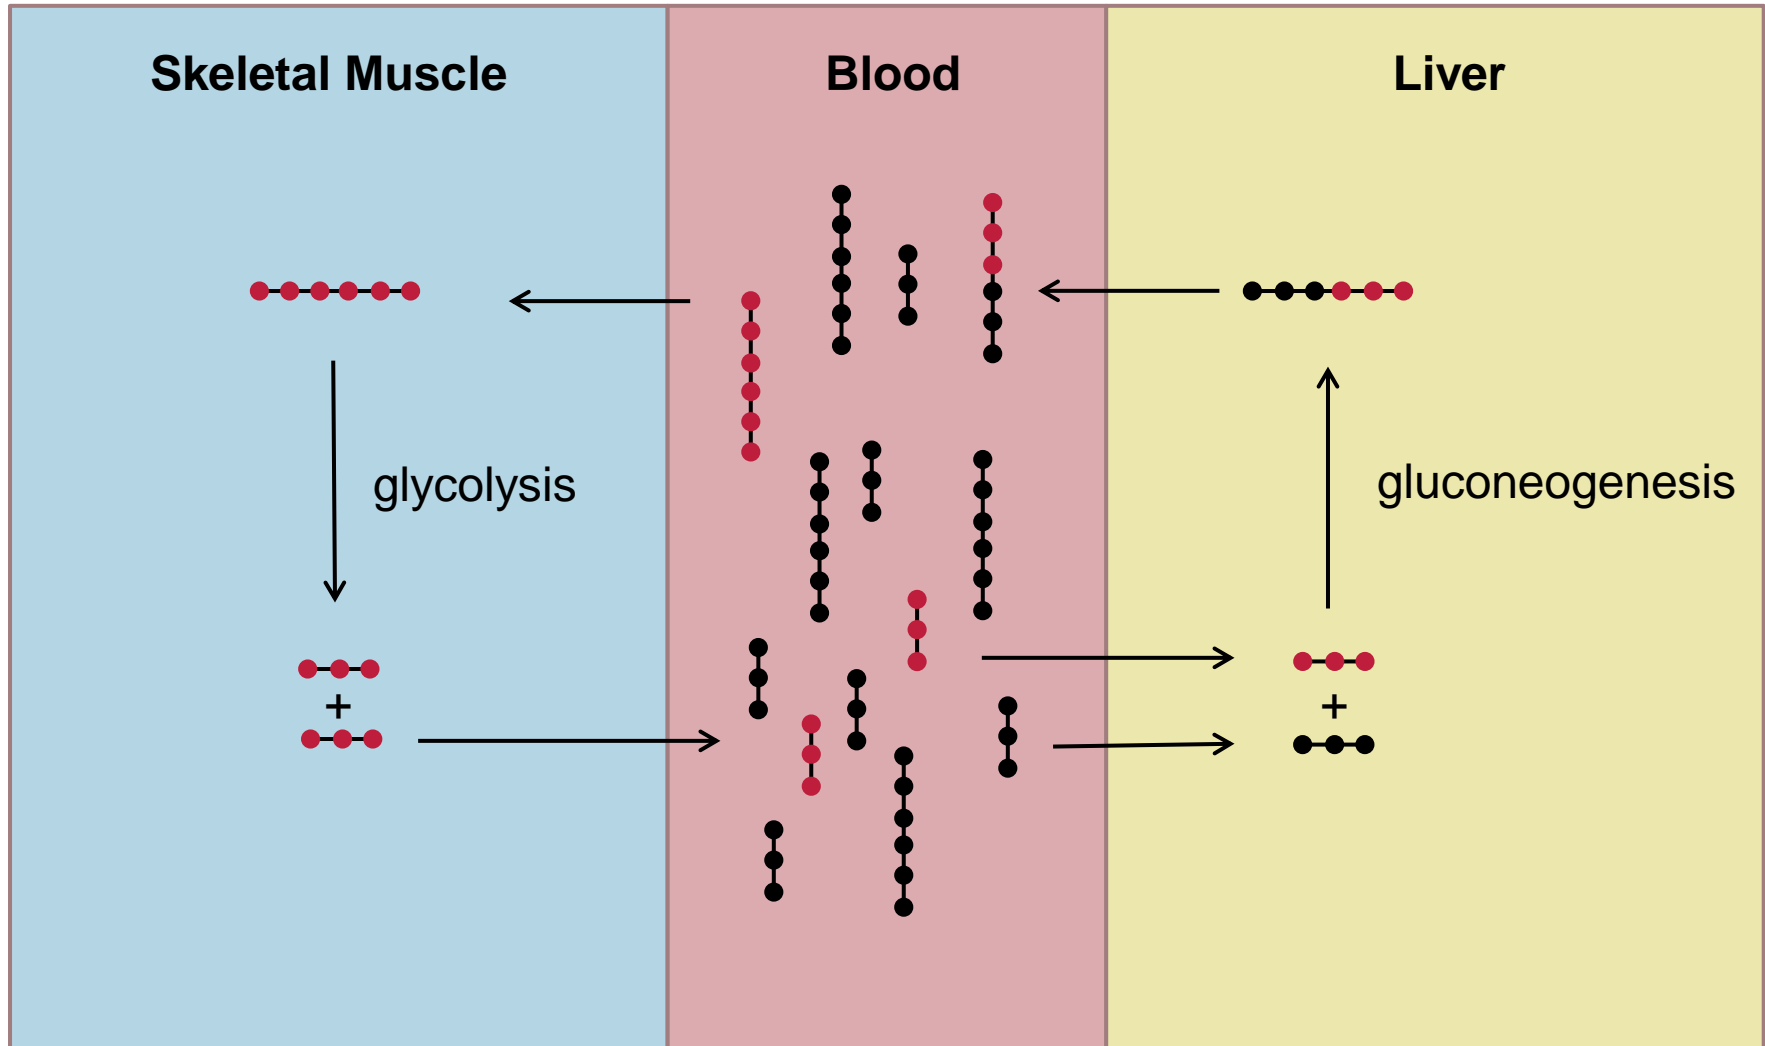 Skeletal Muscle
Blood
Liver
glycolysis
gluconeogenesis
+
+